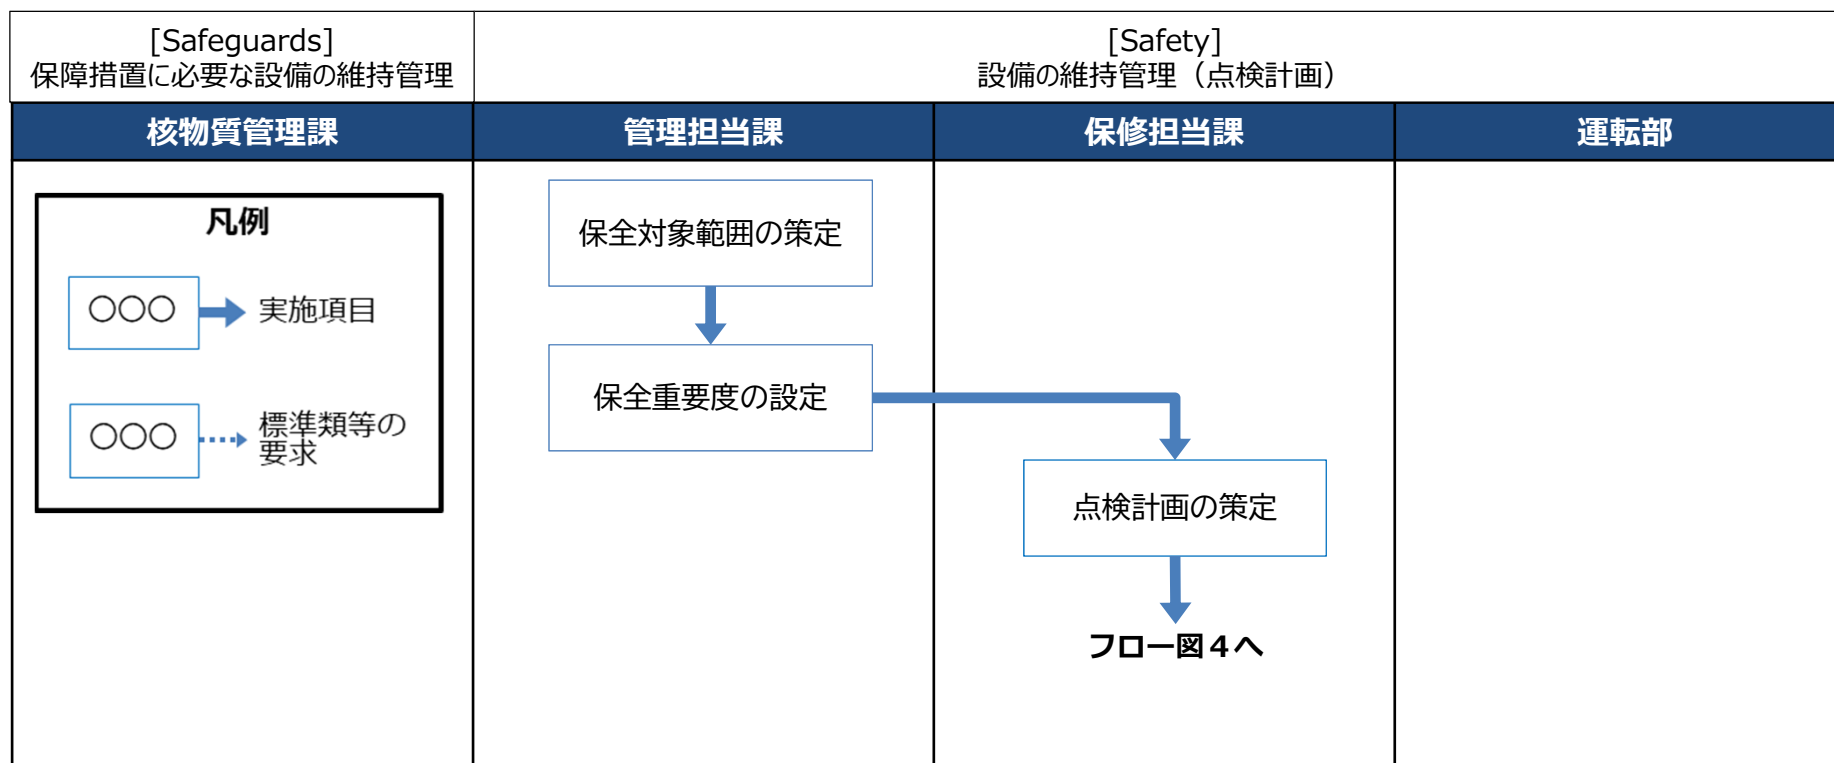 [Safeguards]
保障措置に必要な設備の維持管理
[Safety]
設備の維持管理（点検計画）
核物質管理課
管理担当課
保修担当課
運転部
凡例
〇〇〇
実施項目
〇〇〇
標準類等の
要求
保全対象範囲の策定
保全重要度の設定
点検計画の策定
フロー図４へ